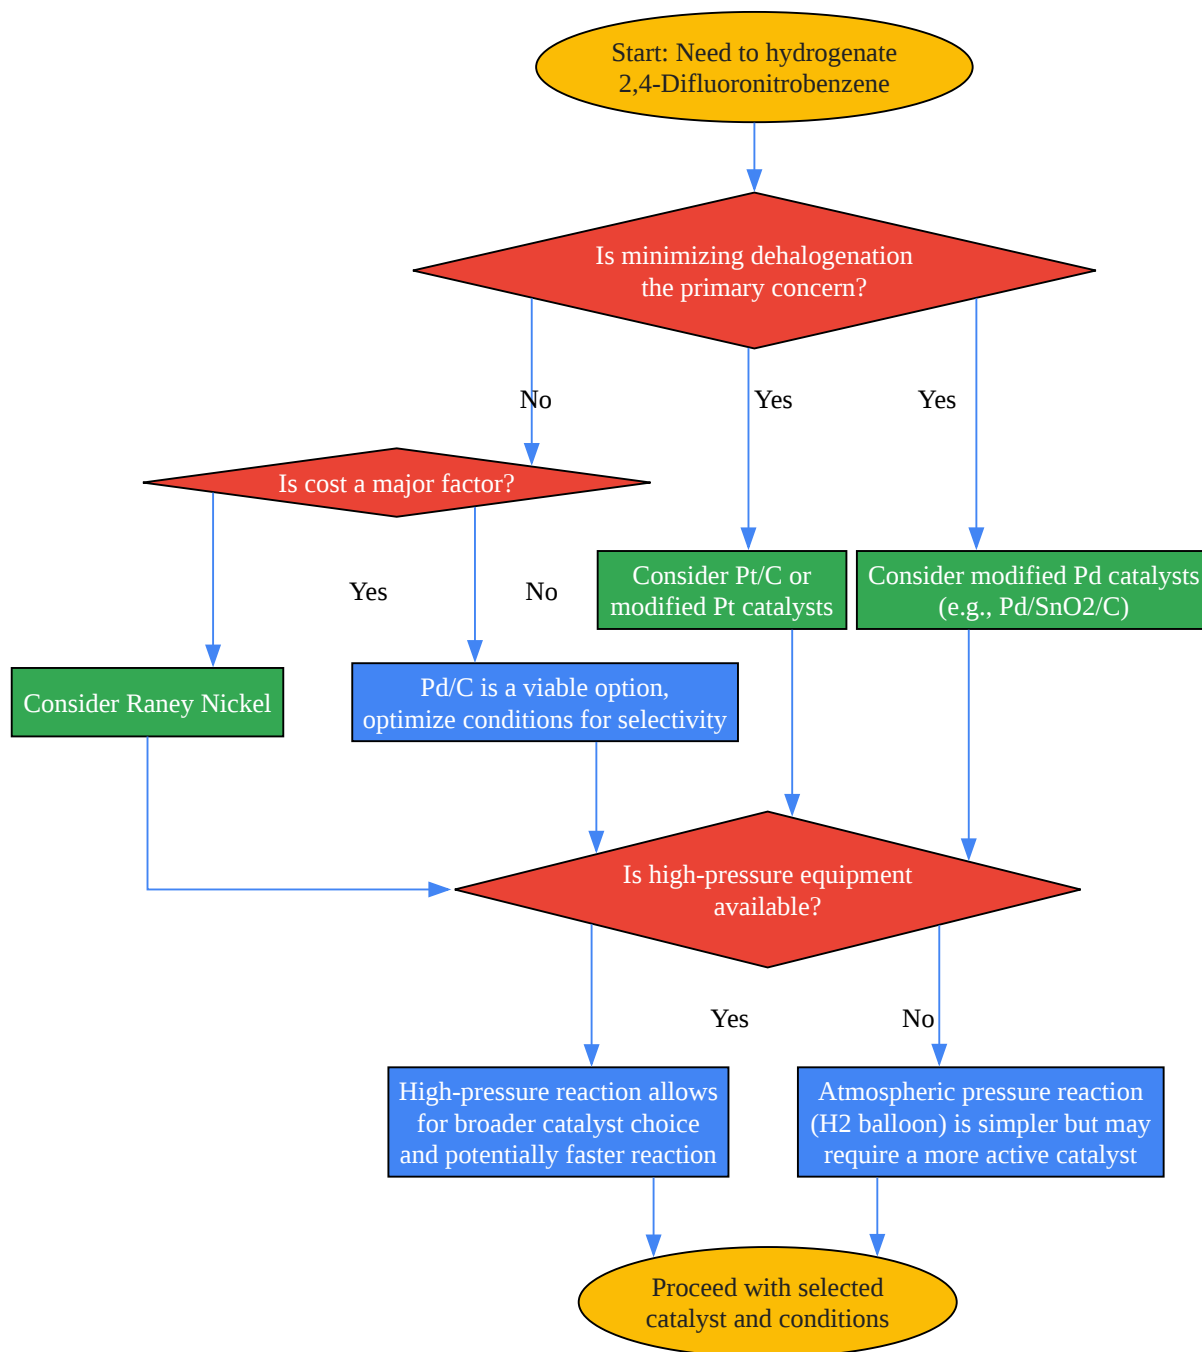 Start: Need to hydrogenate
2,4-Difluoronitrobenzene
Is minimizing dehalogenation
the primary concern?
No
Yes
Yes
Is cost a major factor?
Yes
No
Consider Pt/C or
modified Pt catalysts
Consider modified Pd catalysts
(e.g., Pd/SnO2/C)
Consider Raney Nickel
Pd/C is a viable option,
optimize conditions for selectivity
Is high-pressure equipment
available?
Yes
No
High-pressure reaction allows
for broader catalyst choice
and potentially faster reaction
Atmospheric pressure reaction
(H2 balloon) is simpler but may
require a more active catalyst
Proceed with selected
catalyst and conditions